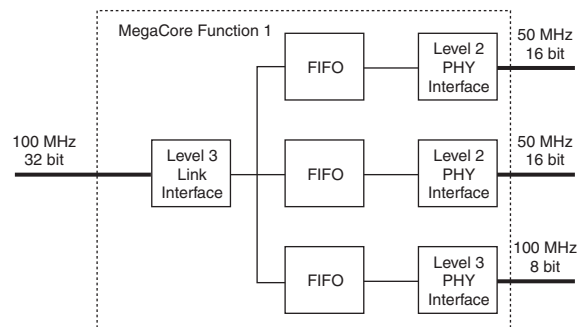 MegaCore Function 1
FIFO
Level 2
PHY
Interface
50 MHz
16 bit
100 MHz
32 bit
Level 3
Link
Interface
FIFO
Level 2
PHY
Interface
50 MHz
16 bit
FIFO
Level 3
PHY
Interface
100 MHz
8 bit